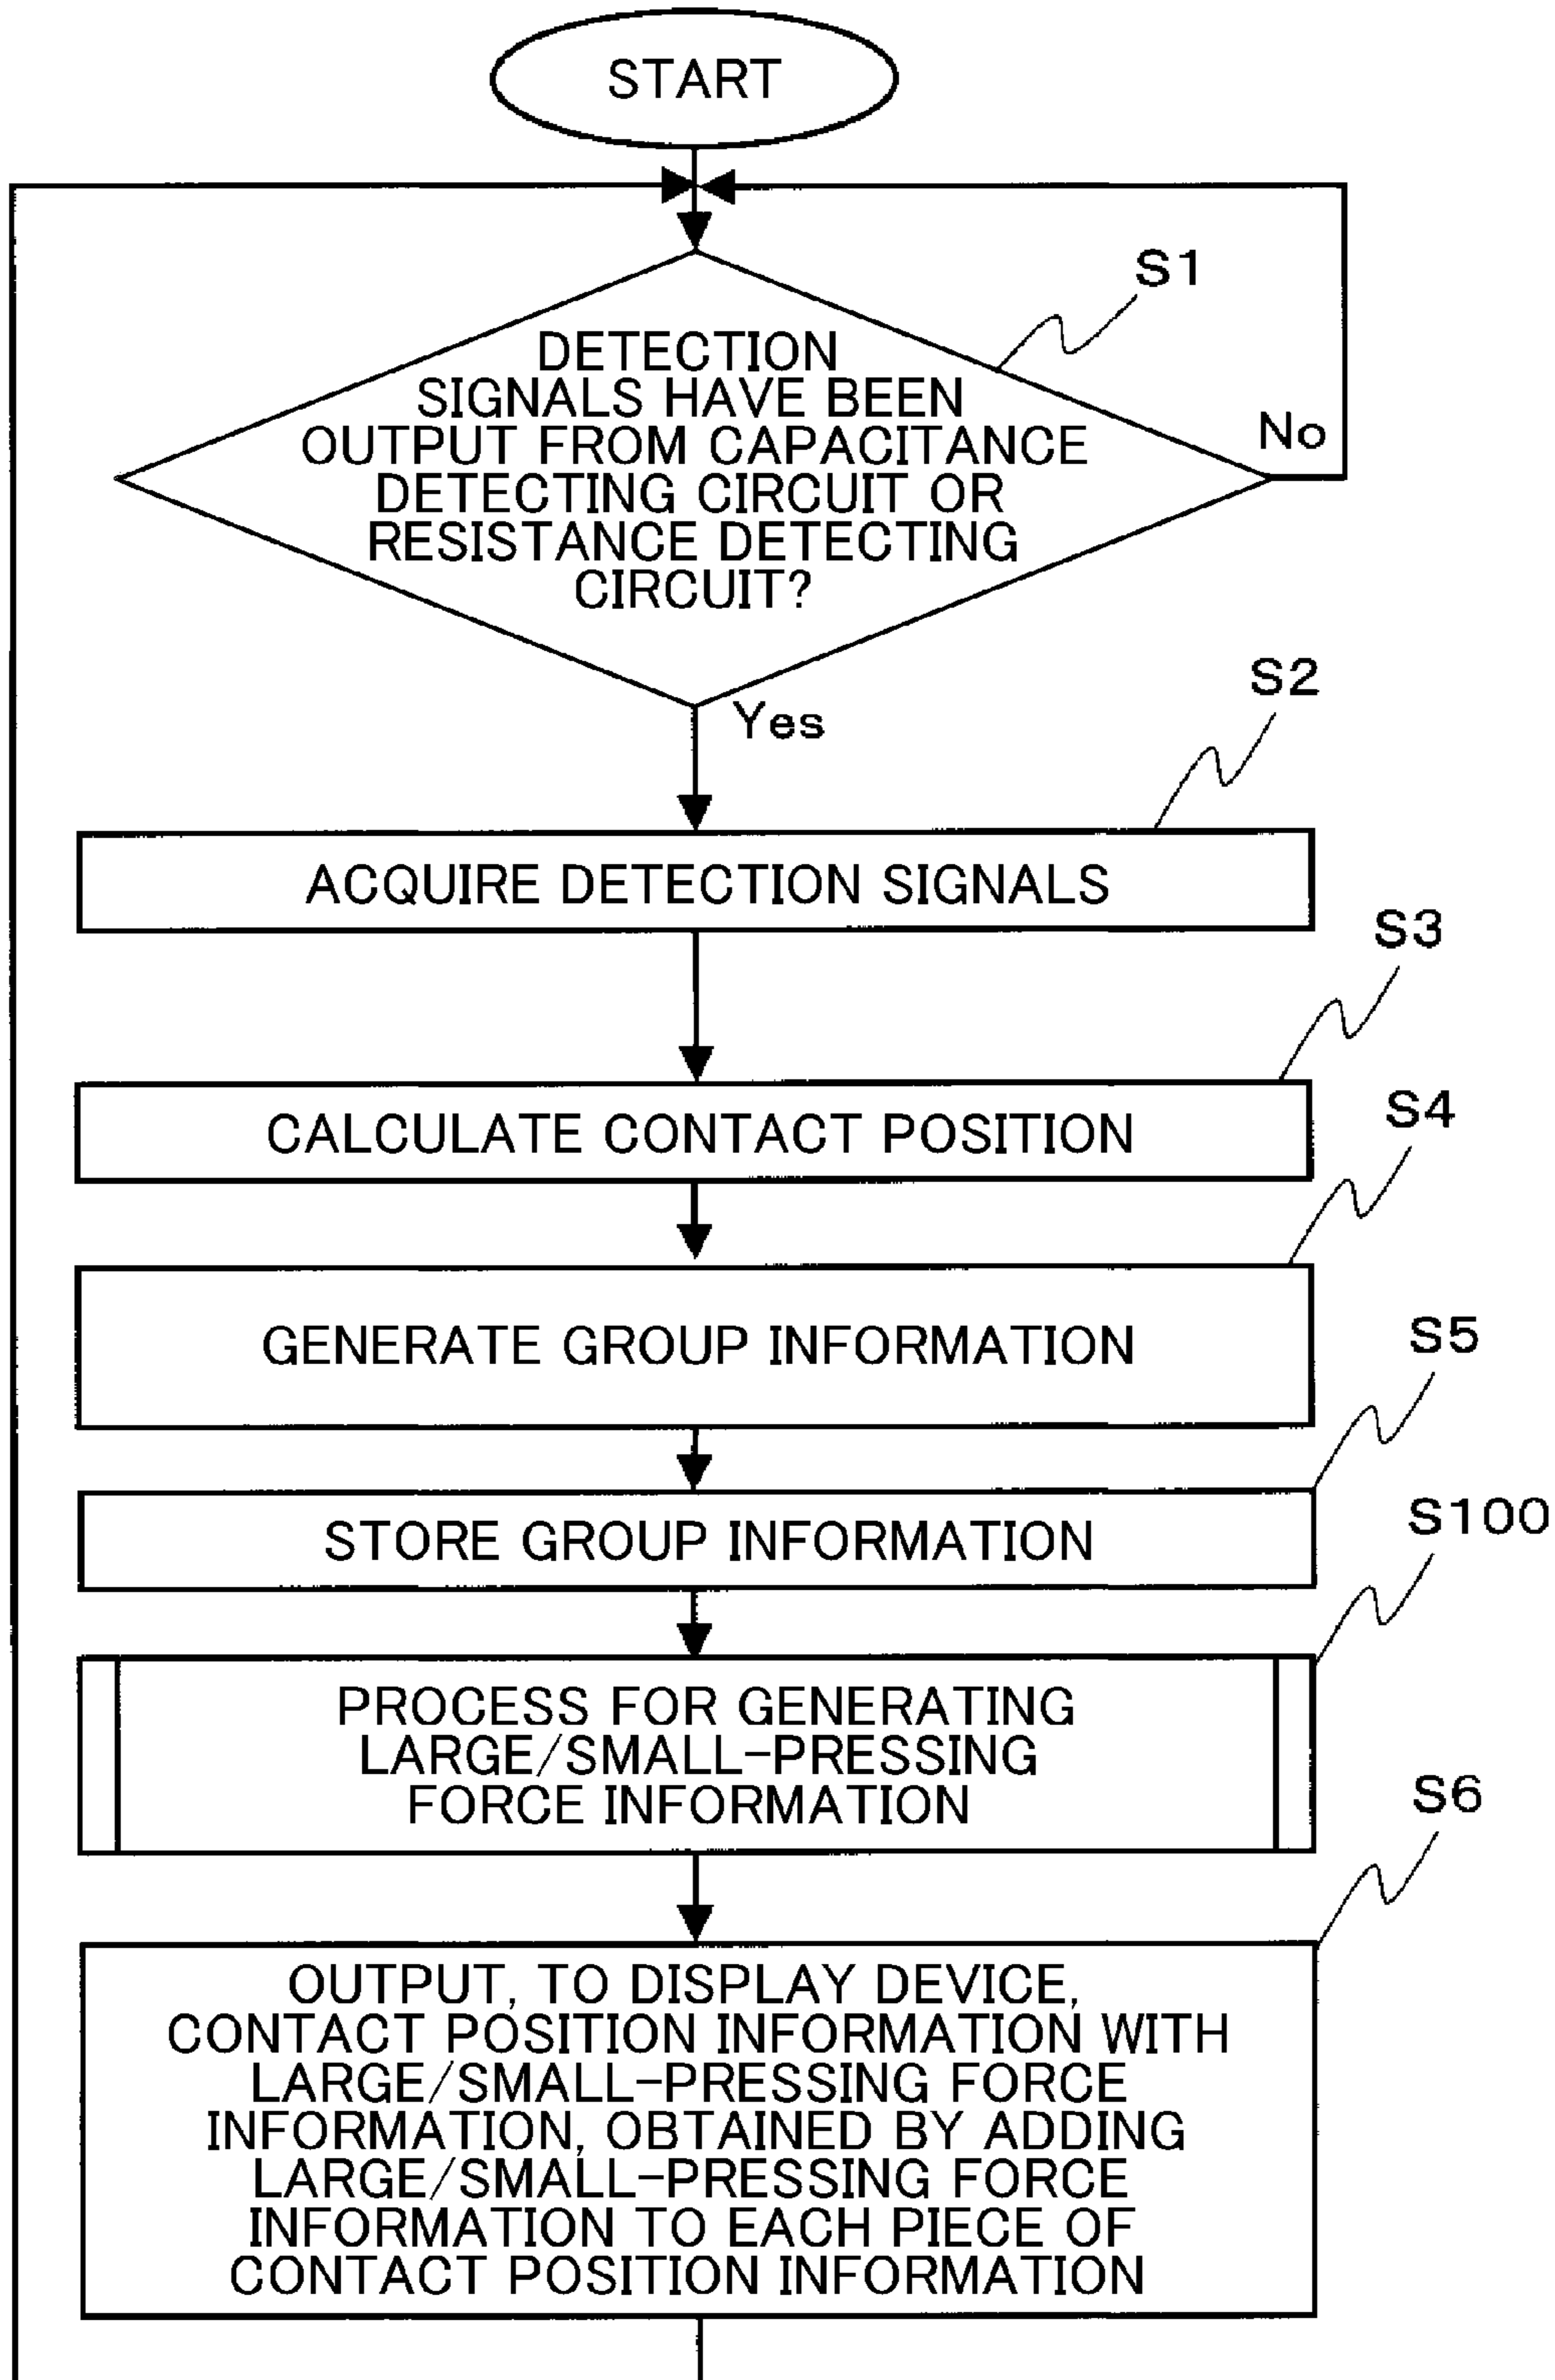 START
S1
DETECTION
SIGNALS HAVE BEEN
OUTPUT FROM CAPACITANCE
DETECTING CIRCUIT OR
RESISTANCE DETECTING
CIRCUIT?
No
Yes
S2
ACQUIRE DETECTION SIGNALS
S3
CALCULATE CONTACT POSITION
S4
GENERATE GROUP INFORMATION
S5
STORE GROUP INFORMATION
S100
PROCESS FOR GENERATING
LARGE/SMALL-PRESSING
FORCE INFORMATION
S6
OUTPUT, TO DISPLAY DEVICE,
CONTACT POSITION INFORMATION WITH
LARGE/SMALL-PRESSING FORCE
INFORMATION, OBTAINED BY ADDING
LARGE/SMALL-PRESSING FORCE
INFORMATION TO EACH PIECE OF
CONTACT POSITION INFORMATION